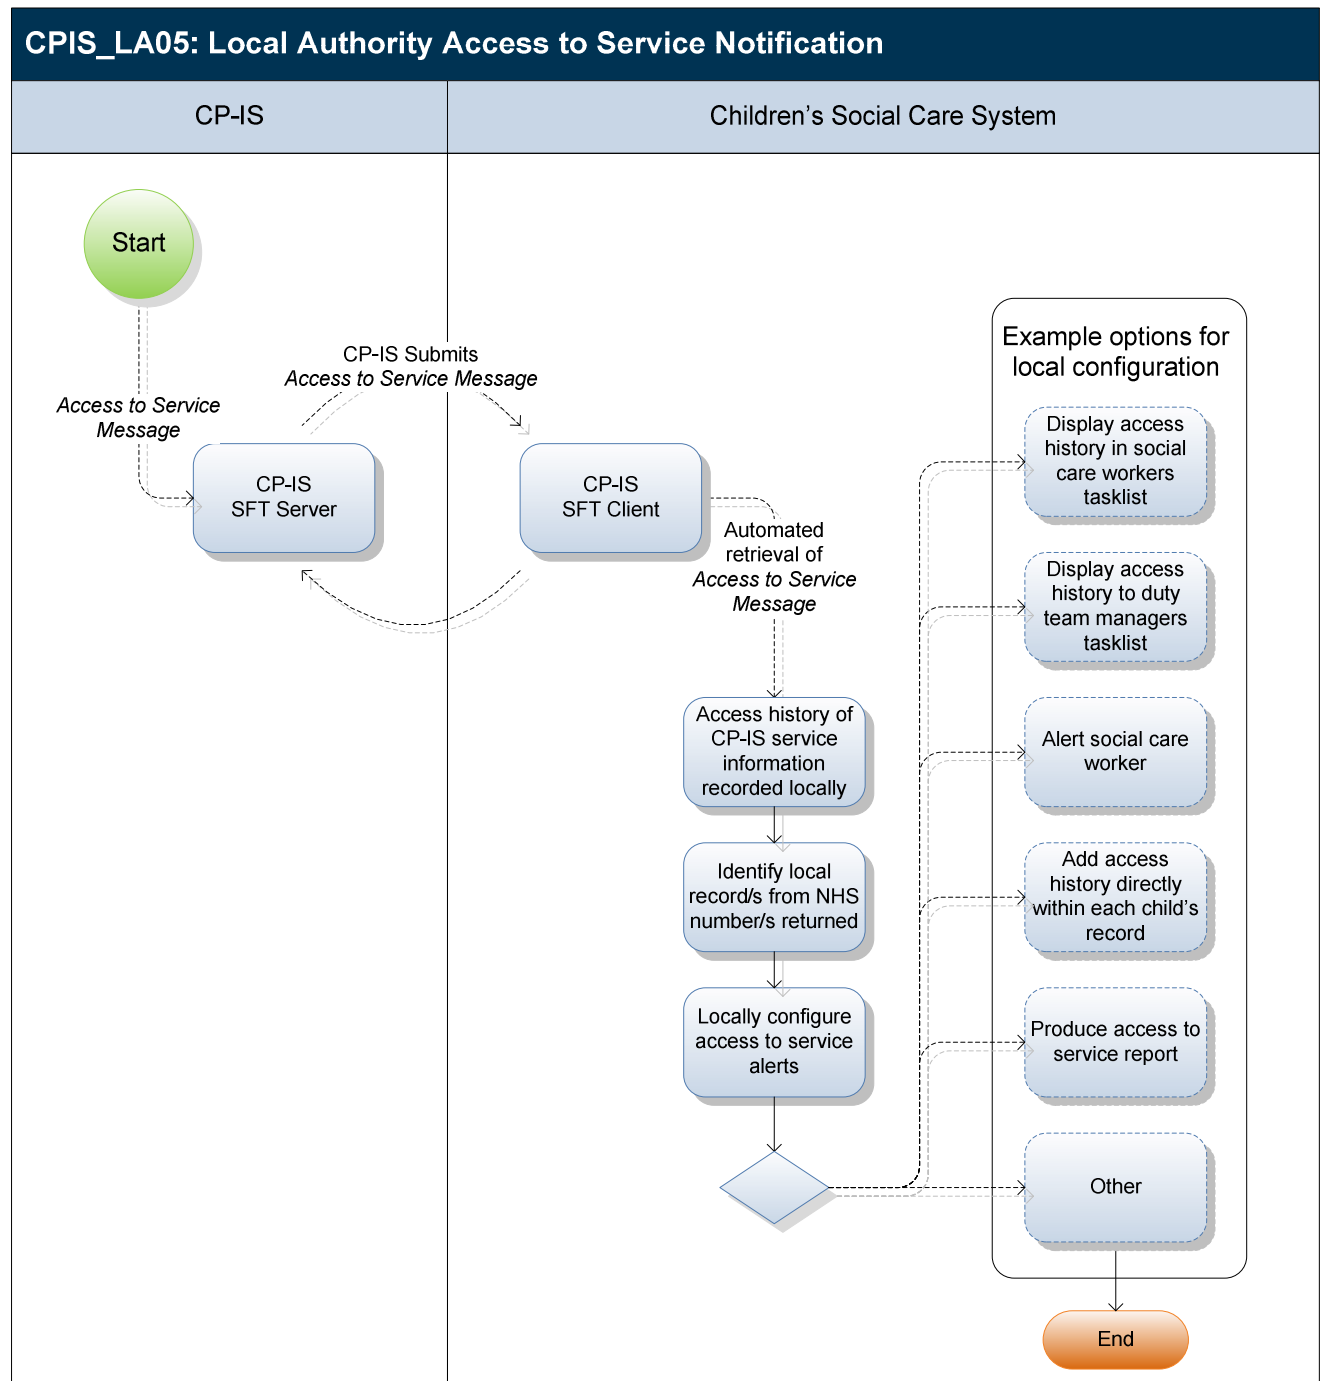 CPIS_LA05: Local Authority Access to Service Notification
CP-IS
Children's Social Care System
Start
CP-IS Submits
Access to Service Message
Access to Service
Message
CP-IS
SFT Server
CP-IS
SFT Client
Automated
retrieval of
Access to Service
Message
Access history of
CP-IS service
information
recorded locally
Identify local
record/s from NHS
number/s returned
Locally configure
access to service
alerts
Example options for
local configuration
Display access
history in social
care workers
tasklist
Display access
history to duty
team managers
tasklist
Alert social care
worker
Add access
history directly
within each child's
record
Produce access to
service report
Other
End